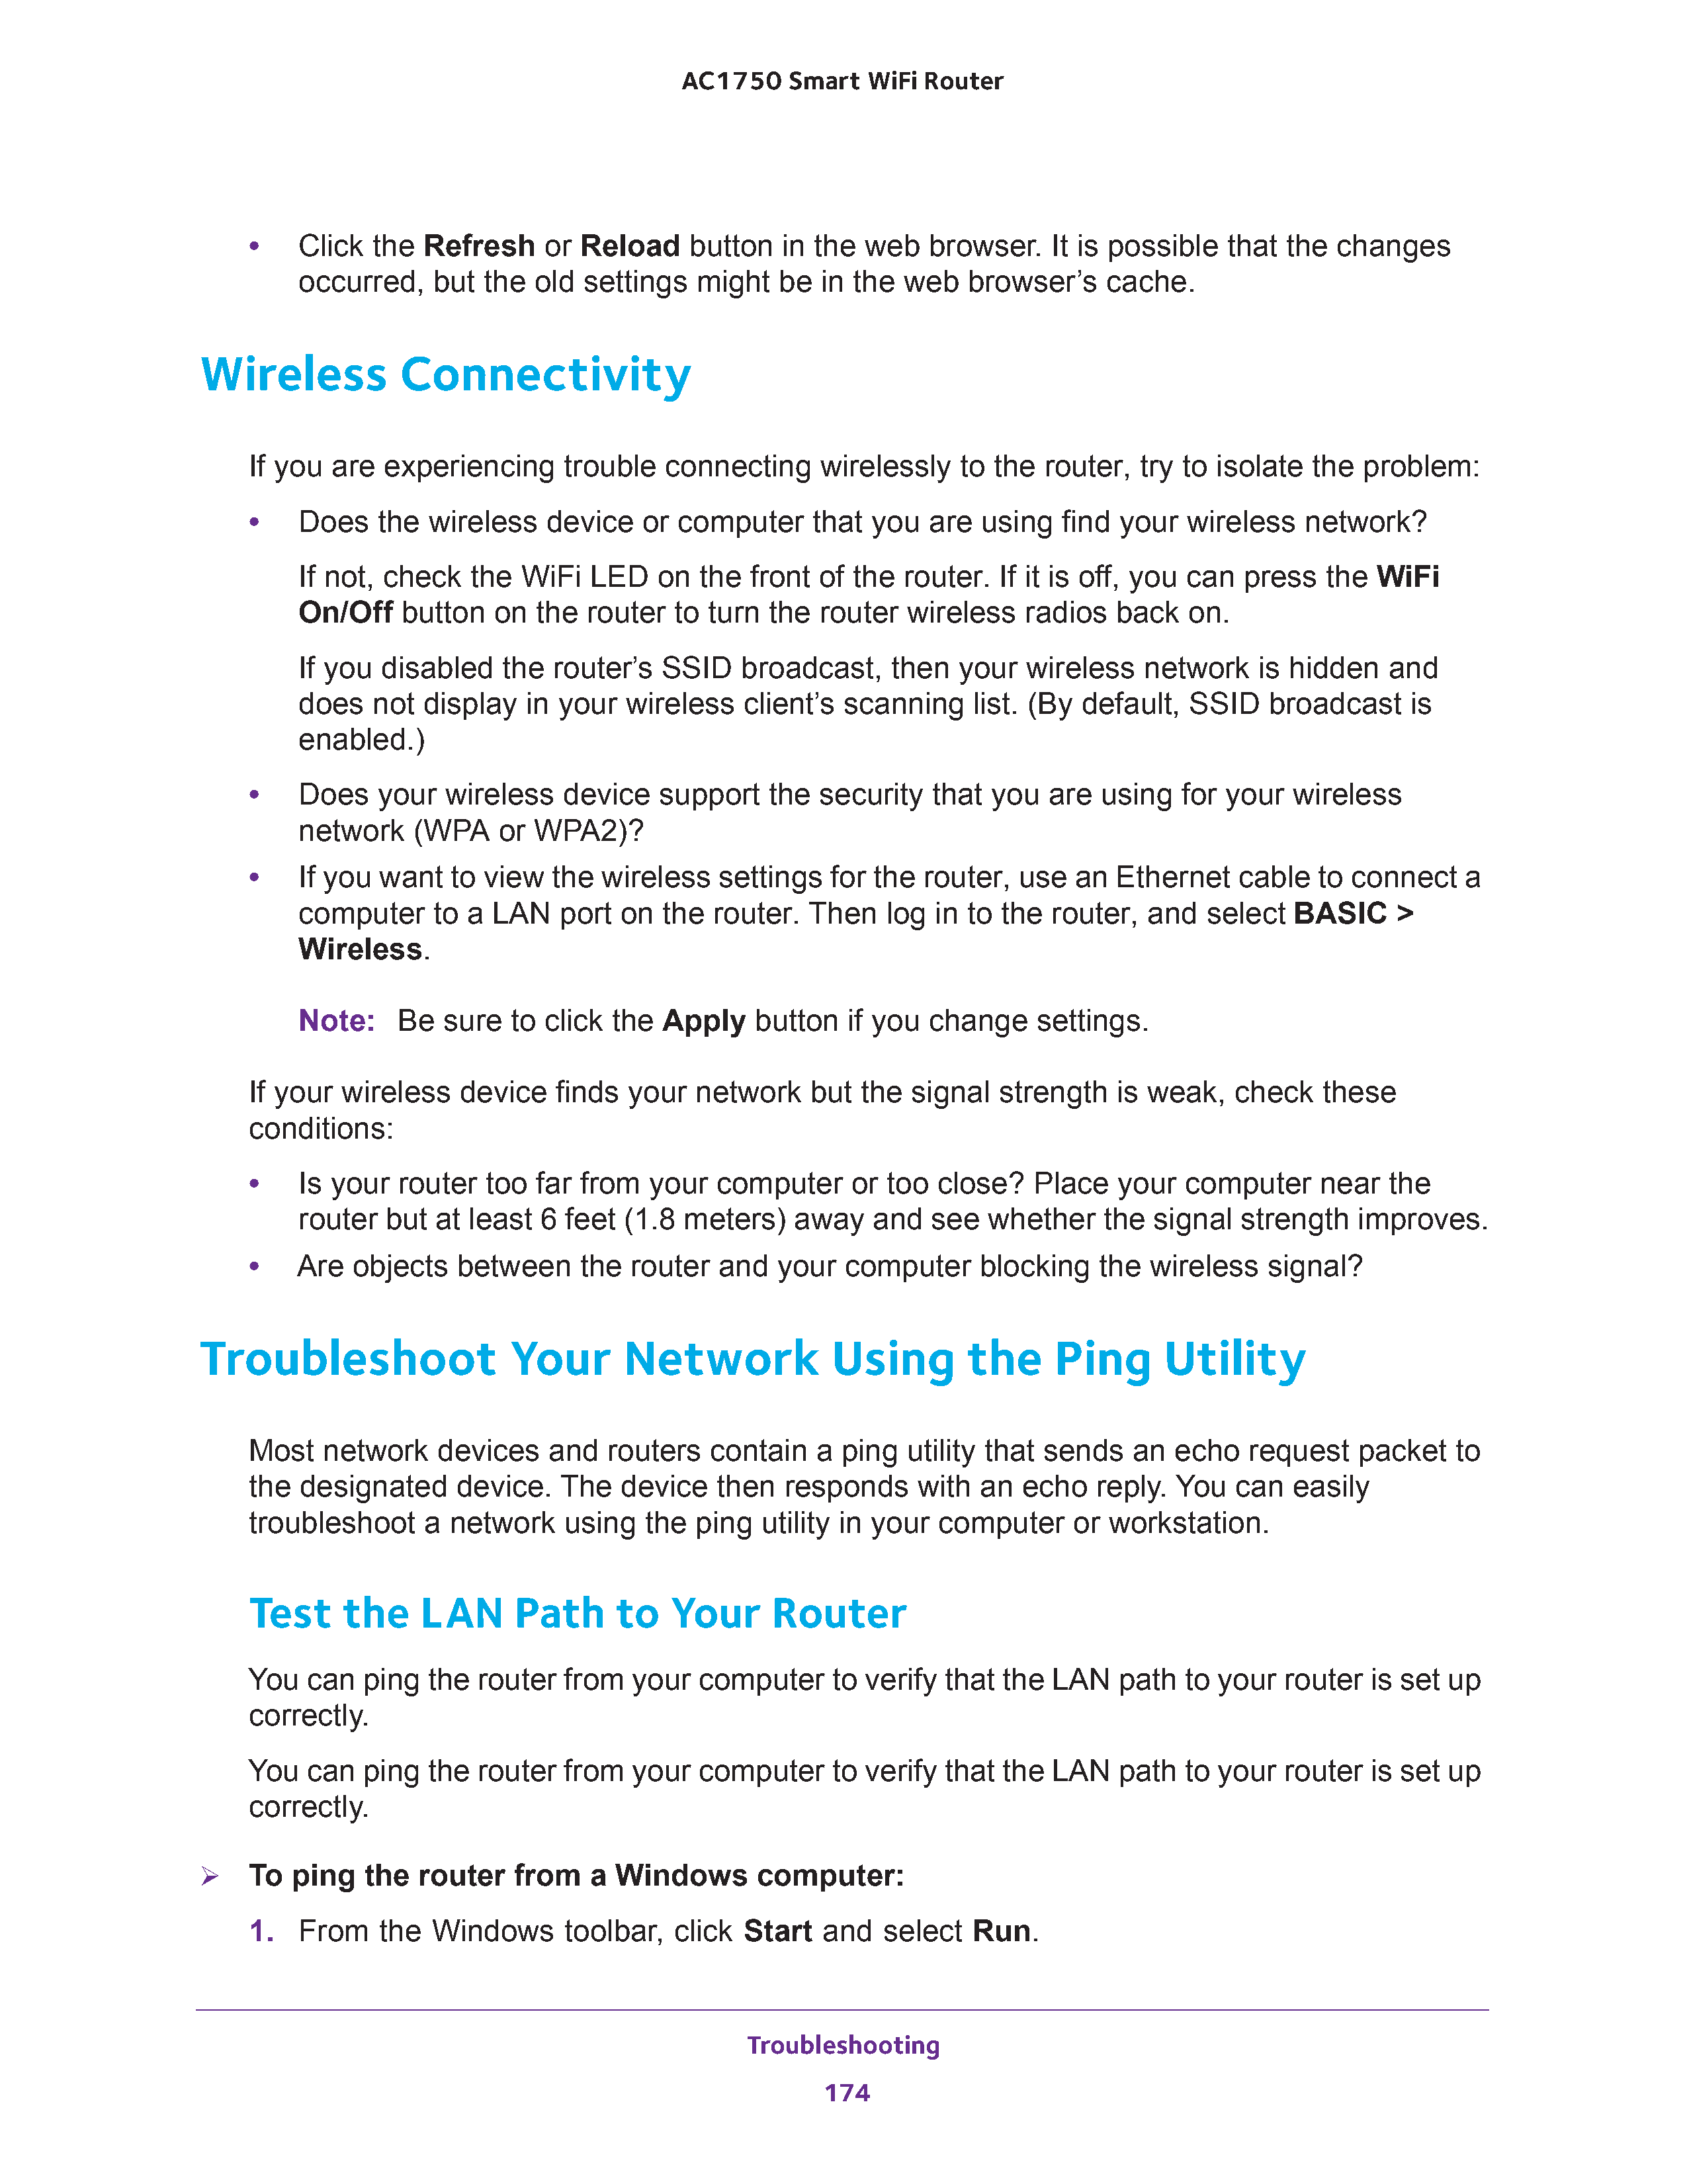 AC1750 Smart WiFi Router
• Click the Refresh or Reload button in the web browser. It is possible that the changes
occurred, but the old settings might be in the web browser’s cache.
Wireless Connectivity
If you are experiencing trouble connecting wirelessly to the router, try to isolate the problem:
• Does the wireless device or computer that you are using find your wireless network?
If not, check the WiFi LED on the front of the router. If it is off, you can press the WiFi
On/Off button on the router to turn the router wireless radios back on.
If you disabled the router’s SSID broadcast, then your wireless network is hidden and
does not display in your wireless client’s scanning list. (By default, SSID broadcast is
enabled.)
• Does your wireless device support the security that you are using for your wireless
network (WPA or WPA2)?
• If you want to view the wireless settings for the router, use an Ethernet cable to connect a
computer to a LAN port on the router. Then log in to the router, and select BASIC >
Wireless.
Note: Be sure to click the Apply button if you change settings.
If your wireless device finds your network but the signal strength is weak, check these
conditions:
• Is your router too far from your computer or too close? Place your computer near the
router but at least 6 feet (1.8 meters) away and see whether the signal strength improves.
• Are objects between the router and your computer blocking the wireless signal?
Troubleshoot Your Network Using the Ping Utility
Most network devices and routers contain a ping utility that sends an echo request packet to
the designated device. The device then responds with an echo reply. You can easily
troubleshoot a network using the ping utility in your computer or workstation.
Test the LAN Path to Your Router
You can ping the router from your computer to verify that the LAN path to your router is set up
correctly.
You can ping the router from your computer to verify that the LAN path to your router is set up
correctly.
➢ To ping the router from a Windows computer:
1. From the Windows toolbar, click Start and select Run.
Troubleshooting
174